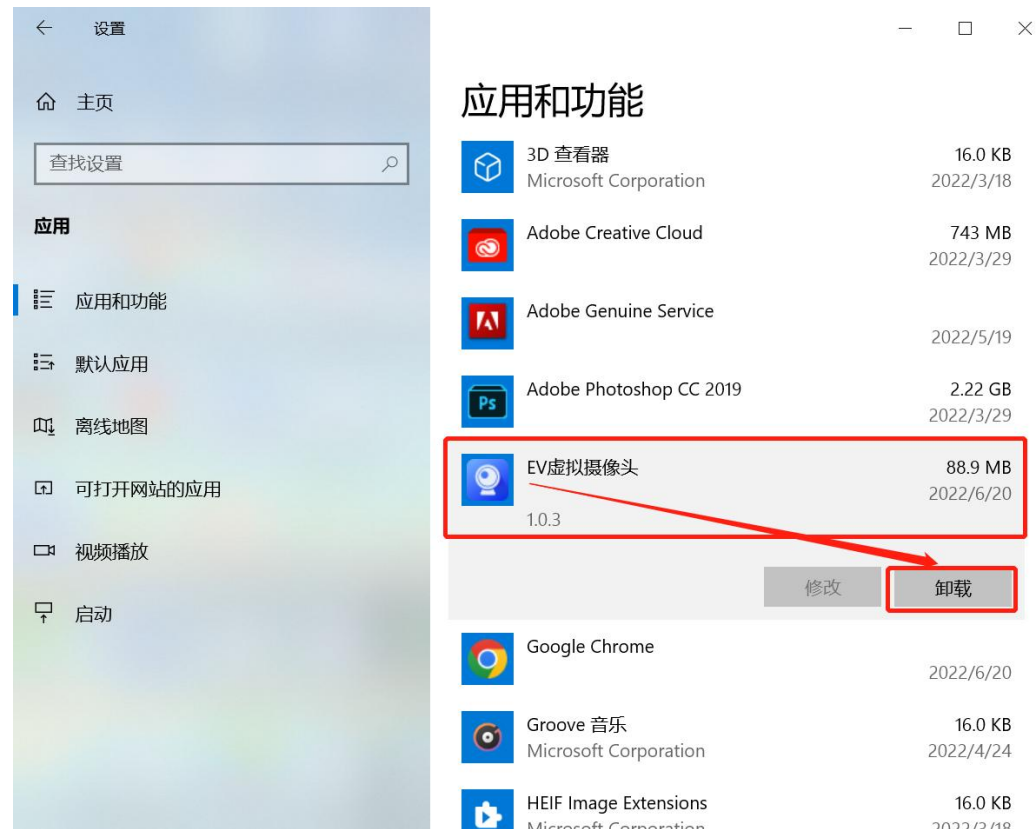 设置
主页
查找设置
应用
应用和功能
默认应用
离线地图
可打开网站的应用
视频播放
启动
应用和功能
3D 查看器 16.0 KB
Microsoft Corporation 2022/3/18
Adobe Creative Cloud 743 MB
2022/3/29
Adobe Genuine Service
2022/5/19
Adobe Photoshop CC 2019 2.22 GB
Ps 2022/3/29
EV虚拟摄像头 88.9 MB
2022/6/20
1.0.3
修改 卸载
Google Chrome
2022/6/20
Groove 音乐 16.0 KB
Microsoft Corporation 2022/4/24
HEIF Image Extensions 16.0 KB
Microsoft Corporation 2022/3/18